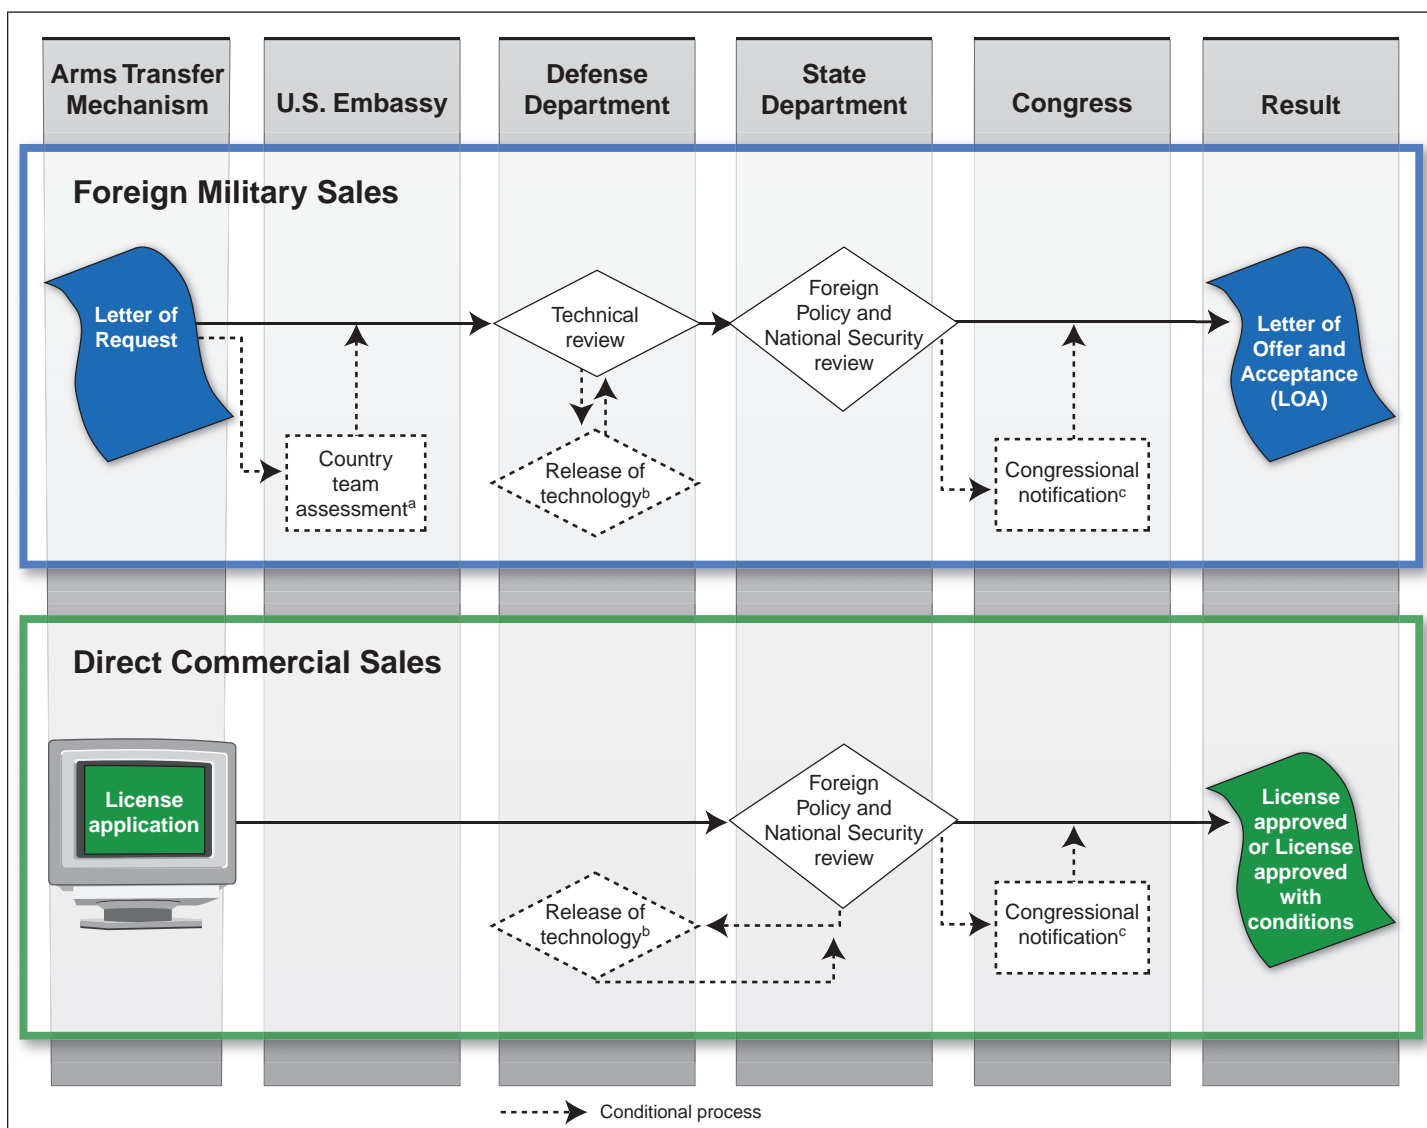 Arms Transfer
Mechanism
U.S. Embassy
Defense
Department
State
Department
Congress
Result
Foreign Military Sales
Letter of
Request
Country
team
assessmentᵃ
Technical
review
Release of
technologyᵇ
Foreign
Policy and
National Security
review
Congressional
notificationᶜ
Letter of
Offer and
Acceptance
(LOA)
Direct Commercial Sales
License
application
Release of
technologyᵇ
Foreign
Policy and
National Security
review
Congressional
notificationᶜ
License
approved
or License
approved
with
conditions
Conditional process